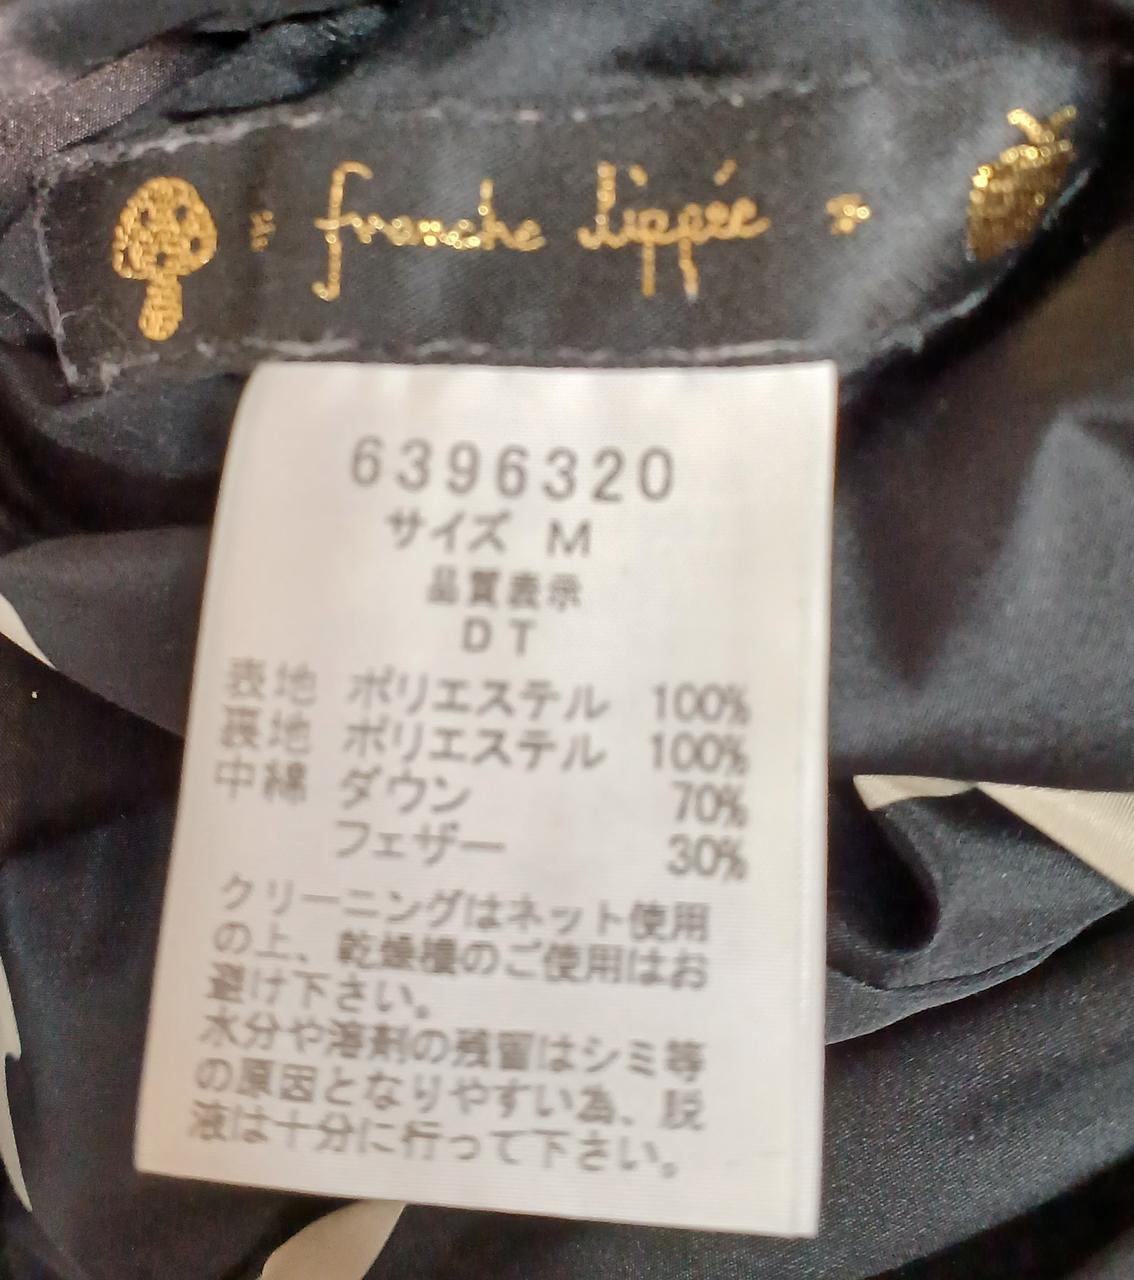 franche lippée
6396320
サイズ M
品質表示
DT
表地 ポリエステル 100%
裏地 ポリエステル 100%
中綿 ダウン 70%
フェザー 30%
クリーニングはネット使用
の上、乾燥機のご使用はお
避け下さい。
水分や溶剤の残留はシミ等
の原因となりやすい為、脱
液は十分に行って下さい。